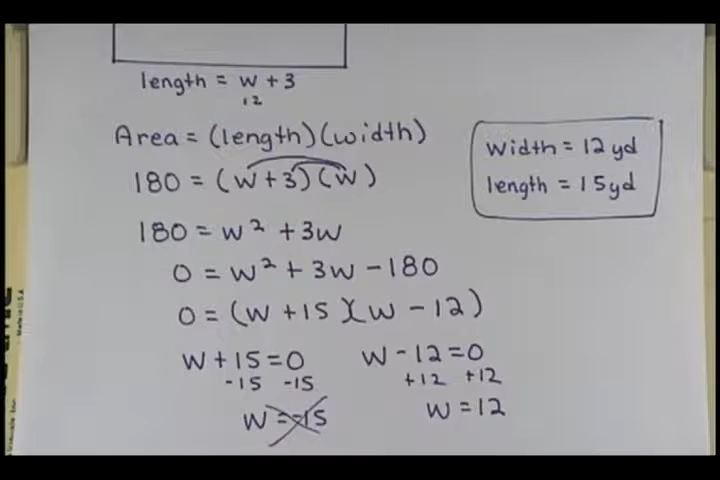 length = w + 3
12
Area = (length)(width)
180 = (w + 3)(w)
180 = w² + 3w
0 = w² + 3w - 180
0 = (w + 15)(w - 12)
w + 15 = 0
-15 -15
w = -15
w - 12 = 0
+12 +12
w = 12
width = 12 yd
length = 15 yd